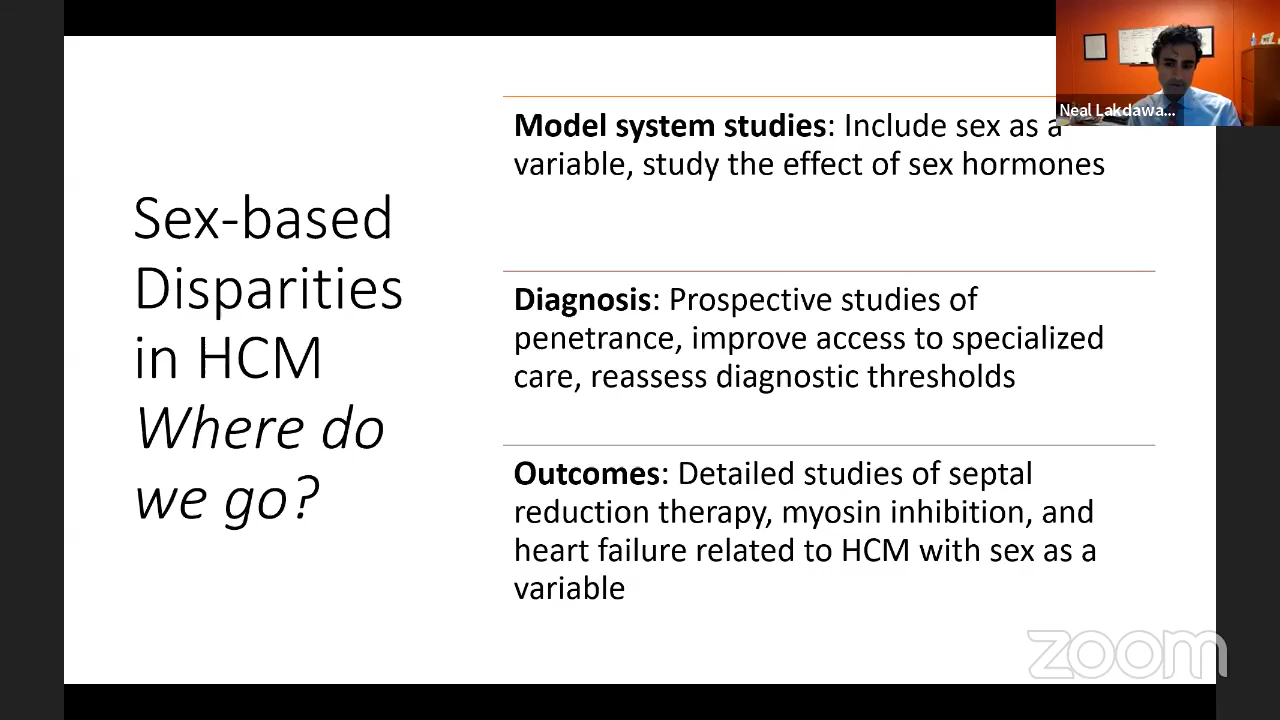 Sex-based
Disparities
in HCM
Where do
we go?
Model system studies: Include sex as a
variable, study the effect of sex hormones
Diagnosis: Prospective studies of
penetrance, improve access to specialized
care, reassess diagnostic thresholds
Outcomes: Detailed studies of septal
reduction therapy, myosin inhibition, and
heart failure related to HCM with sex as a
variable
Neal Lakdawa...
zoom